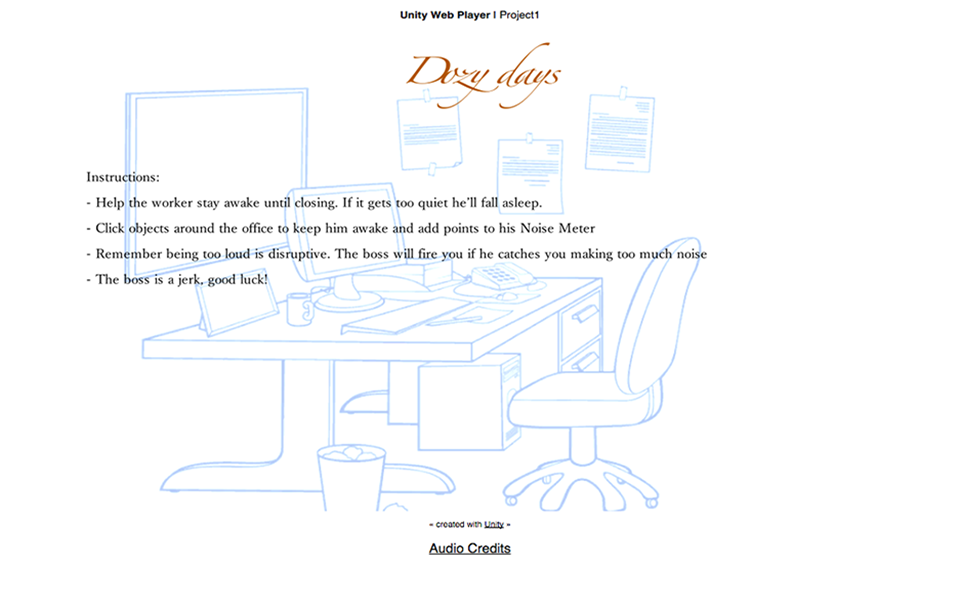 Unity Web Player | Project1
Dozy days
Instructions:
- Help the worker stay awake until closing. If it gets too quiet he'll fall asleep.
- Click objects around the office to keep him awake and add points to his Noise Meter
- Remember being too loud is disruptive. The boss will fire you if he catches you making too much noise
- The boss is a jerk, good luck!
« created with Unity »
Audio Credits